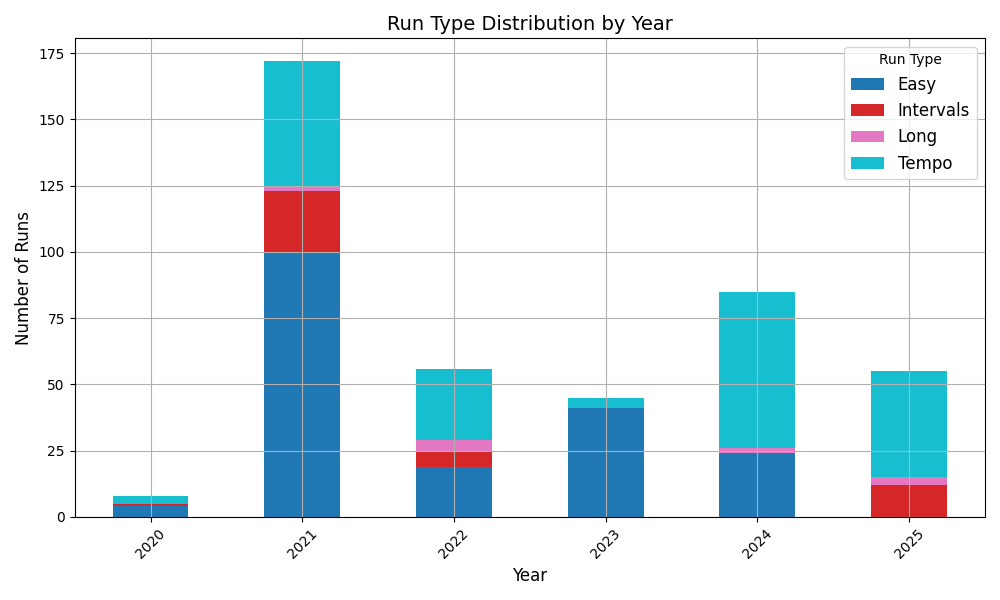 Run Type Distribution by Year
Number of Runs
175
150
125
100
75
50
25
0
Run Type
Easy
Intervals
Long
Tempo
2020
2021
2022
2023
2024
2025
Year